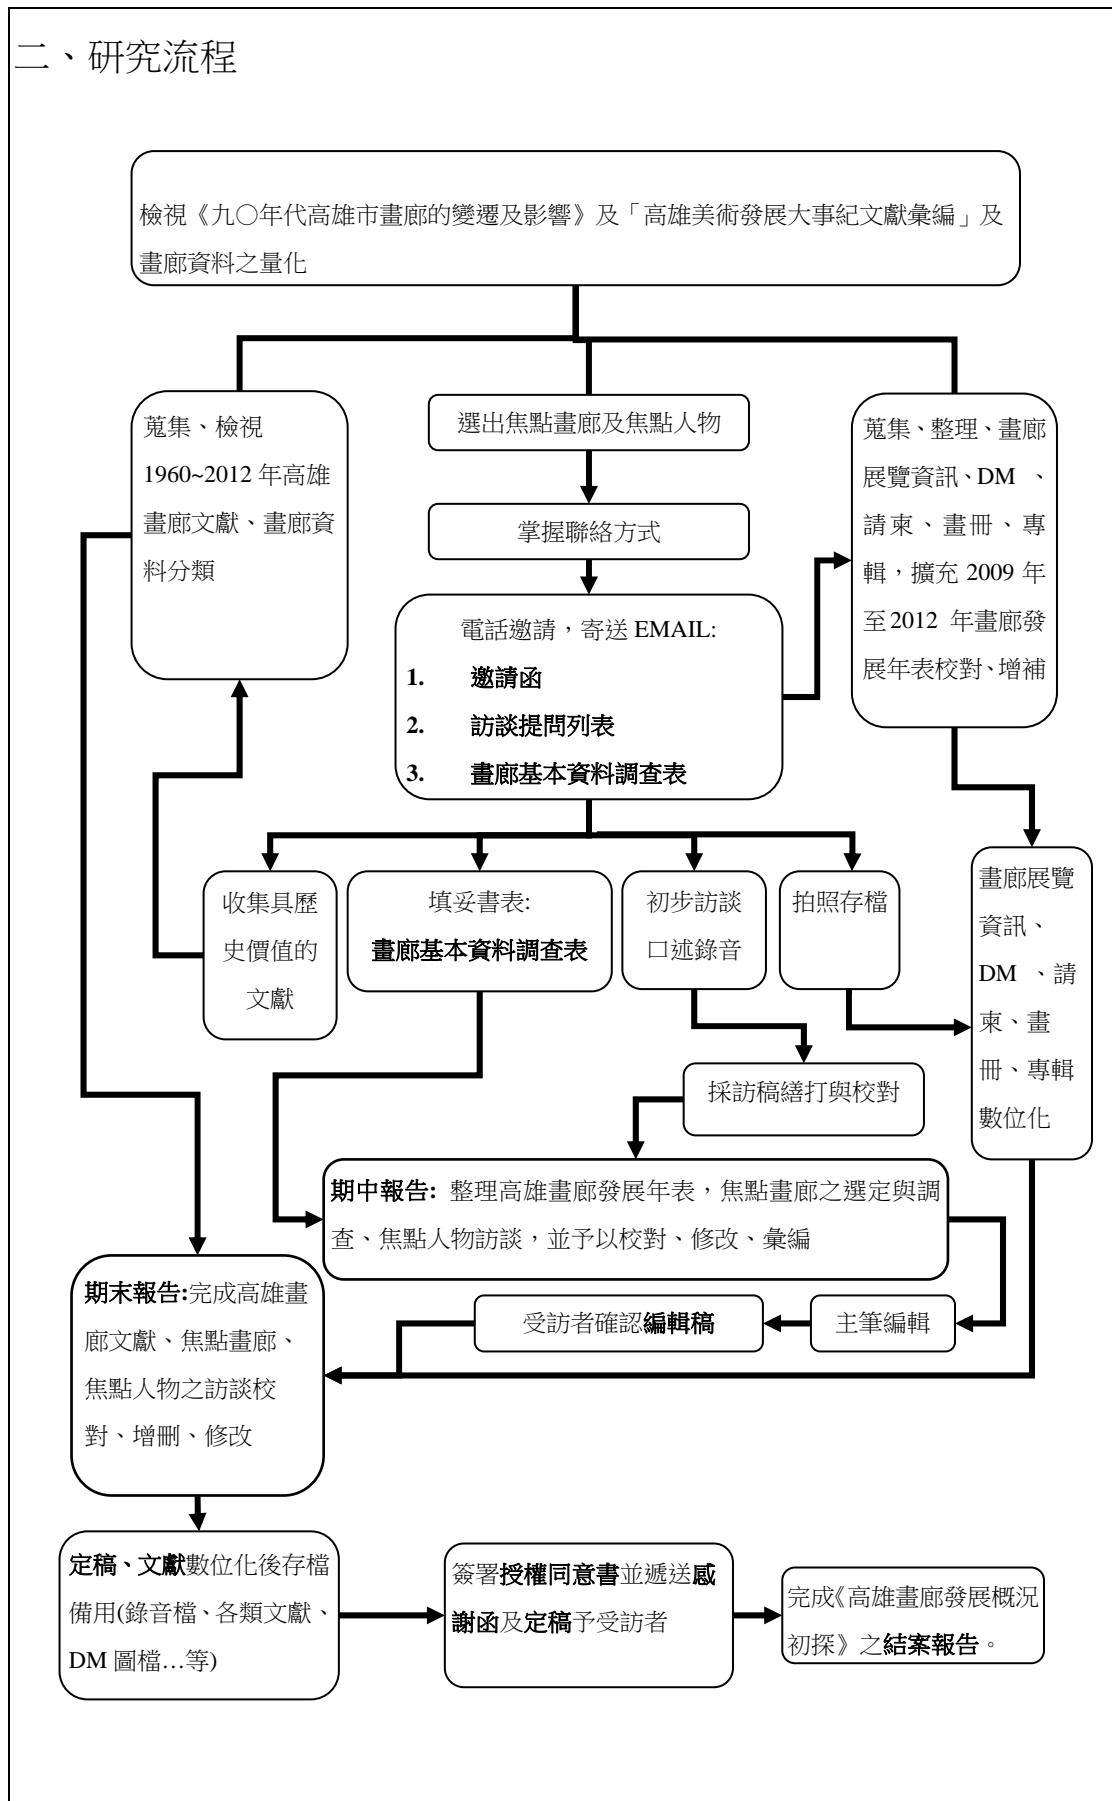 二、研究流程
檢視《九〇年代高雄市畫廊的變遷及影響》及「高雄美術發展大事紀文獻彙編」及
畫廊資料之量化
蒐集、檢視
1960~2012 年高雄
畫廊文獻、畫廊資
料分類
選出焦點畫廊及焦點人物
掌握聯絡方式
電話邀請，寄送 EMAIL:
1. 邀請函
2. 訪談提問列表
3. 畫廊基本資料調查表
蒐集、整理、畫廊
展覽資訊、DM 、
請柬、畫冊、專
輯，擴充 2009 年
至 2012 年畫廊發
展年表校對、增補
收集具歷
史價值的
文獻
填妥書表:
畫廊基本資料調查表
初步訪談
口述錄音
拍照存檔
畫廊展覽
資訊、
DM 、請
柬、畫
冊、專輯
數位化
採訪稿繕打與校對
期中報告: 整理高雄畫廊發展年表，焦點畫廊之選定與調
查、焦點人物訪談，並予以校對、修改、彙編
主筆編輯
受訪者確認編輯稿
期末報告:完成高雄畫
廊文獻、焦點畫廊、
焦點人物之訪談校
對、增刪、修改
定稿、文獻數位化後存檔
備用(錄音檔、各類文獻、
DM 圖檔…等)
簽署授權同意書並遞送感
謝函及定稿予受訪者
完成《高雄畫廊發展概況
初探》之結案報告。